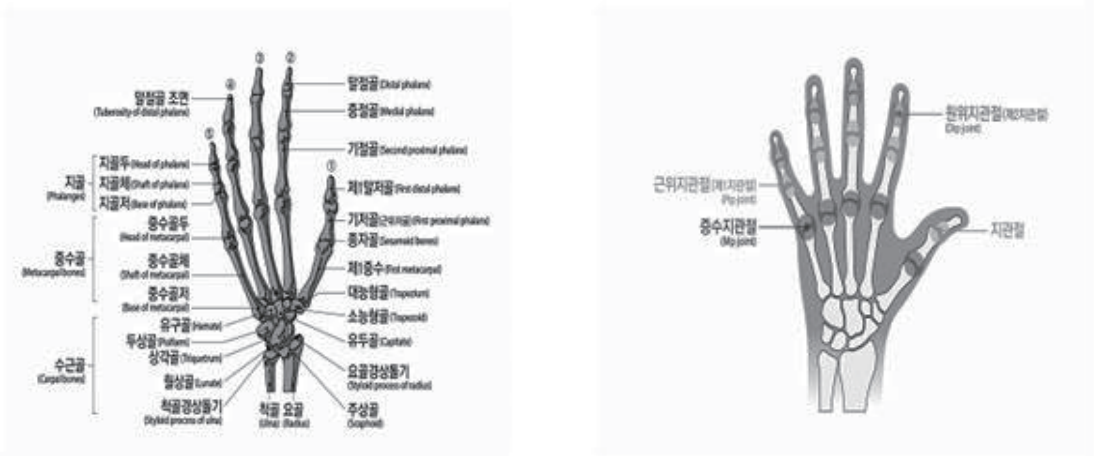 ③
②
④
⑤
①
말절골 조면
(Tuberosity of distal phalanx)
지골
(Phalanges)
지골두 (Head of phalanx)
지골체 (Shaft of phalanx)
지골저 (Base of phalanx)
중수골
(Metacarpal bones)
중수골두
(Head of metacarpal)
중수골체
(Shaft of metacarpal)
중수골저
(Base of metacarpal)
수근골
(Carpal bones)
유구골 (Hamate)
두상골 (Pisiform)
삼각골 (Triquetrum)
월상골 (Lunate)
척골경상돌기
(Styloid process of ulna)
척골
(Ulna)
요골
(Radius)
말절골 (Distal phalanx)
중절골 (Medial phalanx)
기절골 (Second proximal phalanx)
제1말저골 (First distal phalanx)
(First proximal phalanx)
종자골 (Sesamoid bones)
제1중수 (First metacarpal)
대능형골 (Trapezium)
소능형골 (Trapezoid)
유두골 (Capitate)
요골경상돌기
(Styloid process of radius)
주상골
(Scaphoid)
원위지관절 (제2지관절)
(Dip joint)
근위지관절 (제1지관절)
(Pip joint)
중수지관절
(Mp joint)
지관절